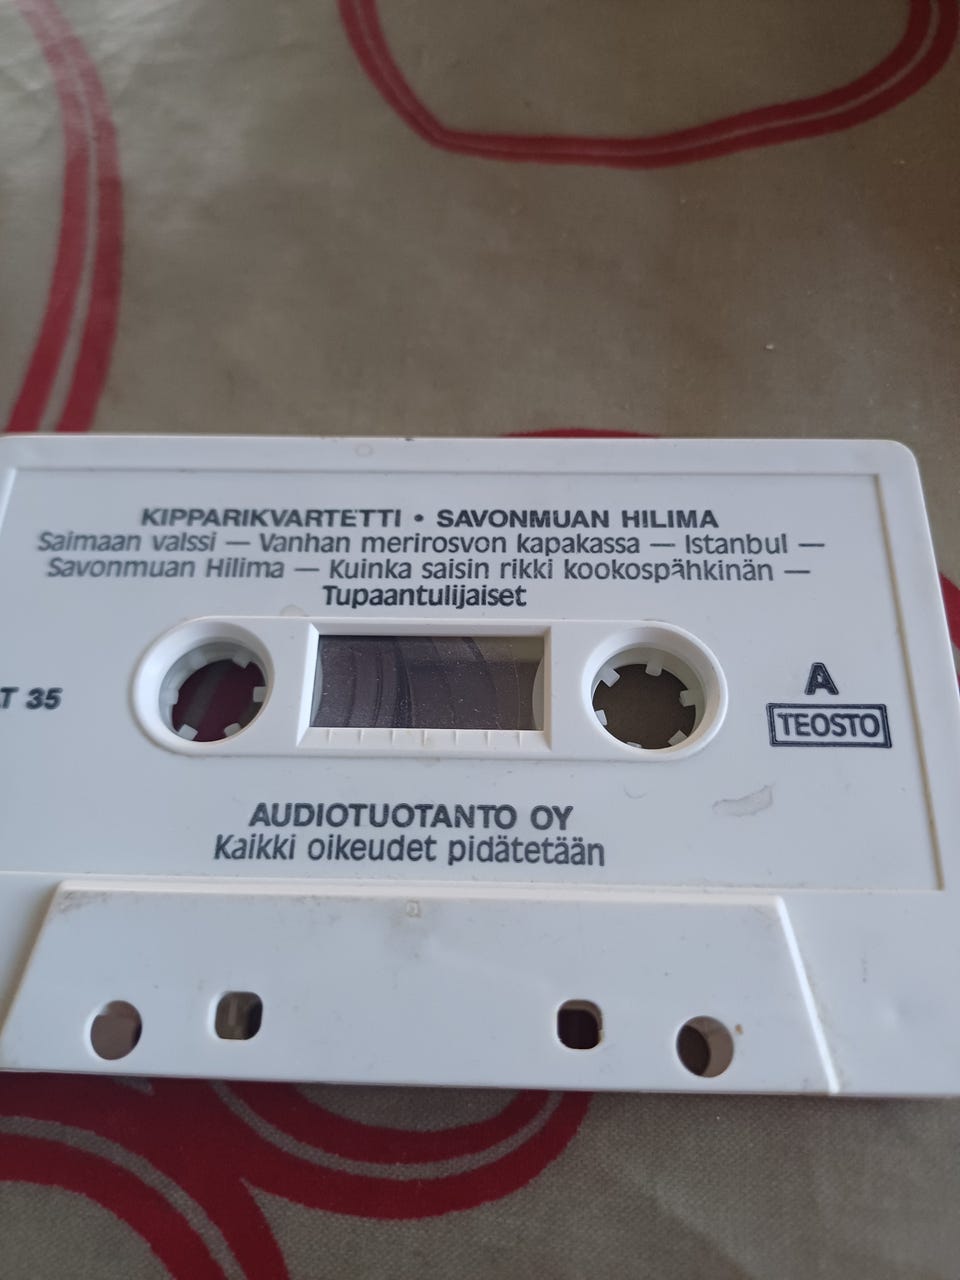 KIPPARIKVARTETTI • SAVONMUAN HILIMA
Saimaan valssi — Vanhan merirosvon kapakassa — Istanbul —
Savonmuan Hilima — Kuinka saisin rikki kookospähkinän —
Tupaantulijaiset
T 35
A
TEOSTO
AUDIOTUOTANTO OY
Kaikki oikeudet pidätetään